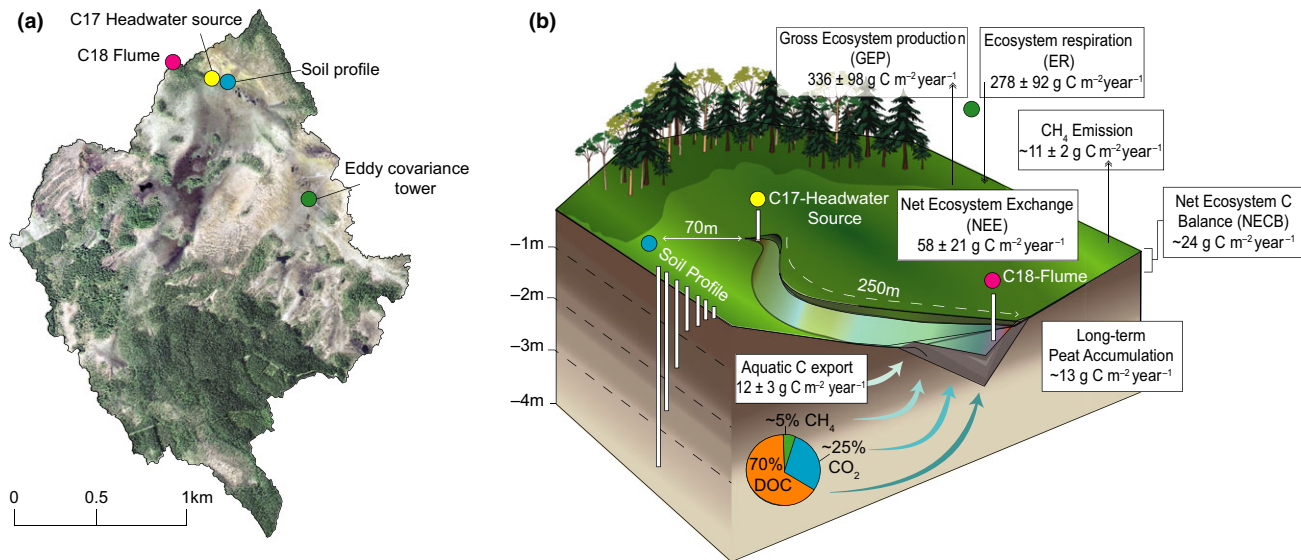 (a)
C17 Headwater source
C18 Flume
Soil profile
Eddy covariance
tower
0 0.5 1km
(b)
Gross Ecosystem production
(GEP)
336 ± 98 g C m⁻² year⁻¹
Ecosystem respiration
(ER)
278 ± 92 g C m⁻² year⁻¹
CH₄ Emission
~11 ± 2 g C m⁻² year⁻¹
Net Ecosystem C
Balance (NECB)
~24 g C m⁻² year⁻¹
C17-Headwater
Source
Net Ecosystem Exchange
(NEE)
58 ± 21 g C m⁻² year⁻¹
70m
Soil Profile
C18-Flume
250m
–1m
–2m
–3m
–4m
Long-term
Peat Accumulation
~13 g C m⁻² year⁻¹
Aquatic C export
12 ± 3 g C m⁻² year⁻¹
~5% CH₄
~25%
CO₂
70%
DOC